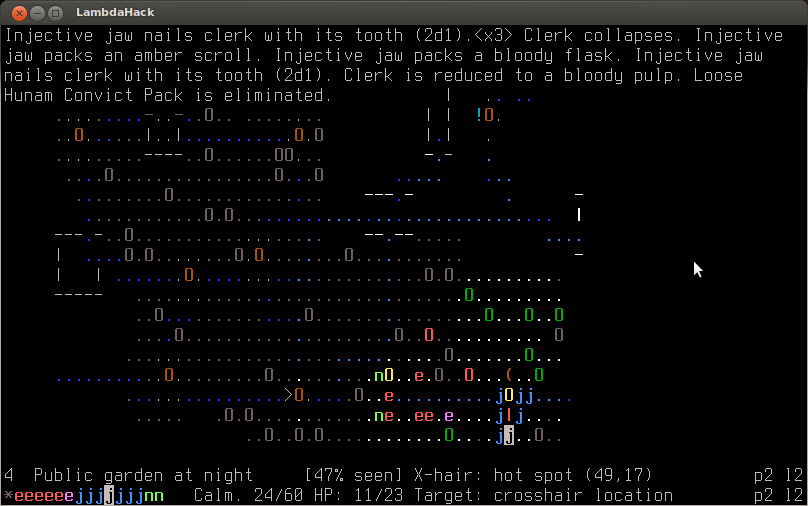 LambdaHack
Injective jaw nails clerk with its tooth (2d1).<x3> Clerk collapses. Injective
jaw packs an amber scroll. Injective jaw packs a bloody flask. Injective jaw
nails clerk with its tooth (2d1). Clerk is reduced to a bloody pulp. Loose
Hunam Convict Pack is eliminated.
4 Public garden at night [47% seen] X-hair: hot spot (49,17) p2 l2
*eeeeeejjjjjjjnn Calm. 24/60 HP: 11/23 Target: crosshair location p2 l2